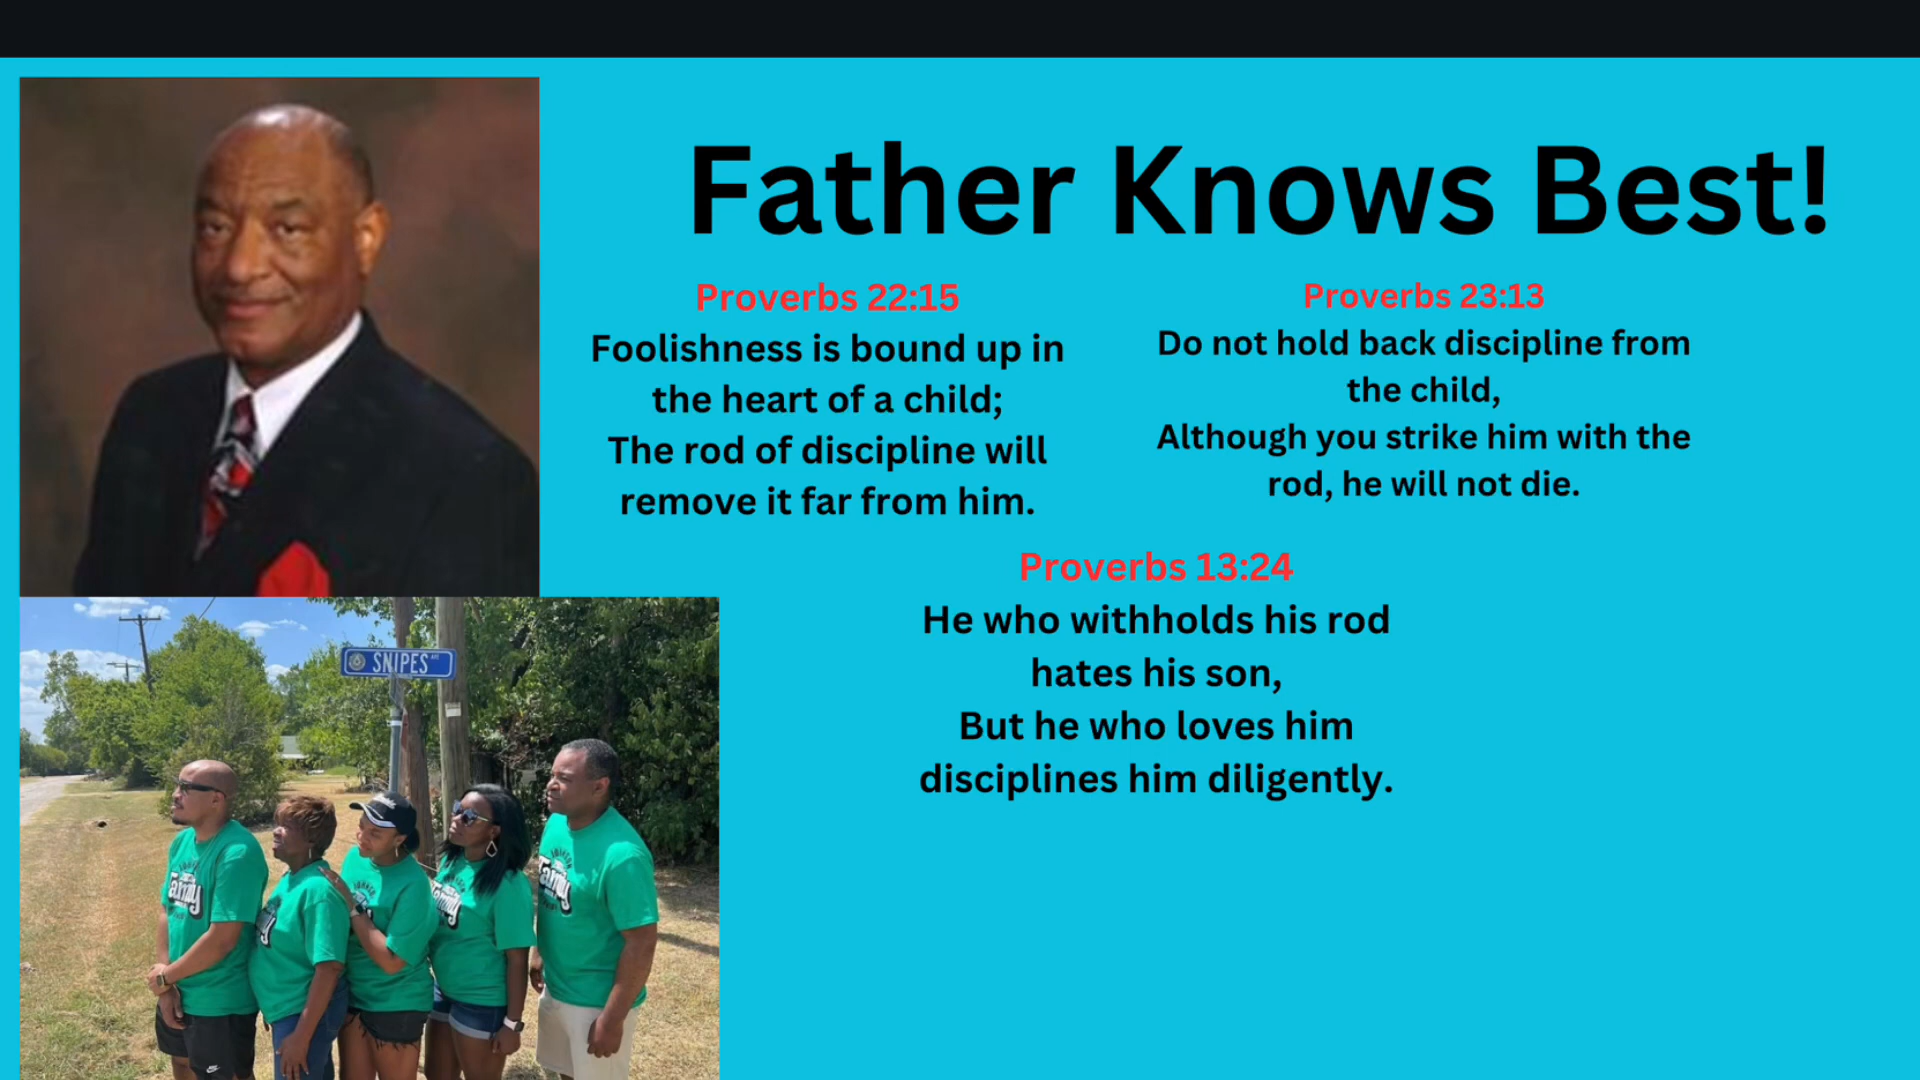 Father Knows Best!
Proverbs 22:15
Foolishness is bound up in
the heart of a child;
The rod of discipline will
remove it far from him.
Proverbs 23:13
Do not hold back discipline from
the child,
Although you strike him with the
rod, he will not die.
Proverbs 13:24
He who withholds his rod
hates his son,
But he who loves him
disciplines him diligently.
SNIPES AVE
Family
Family